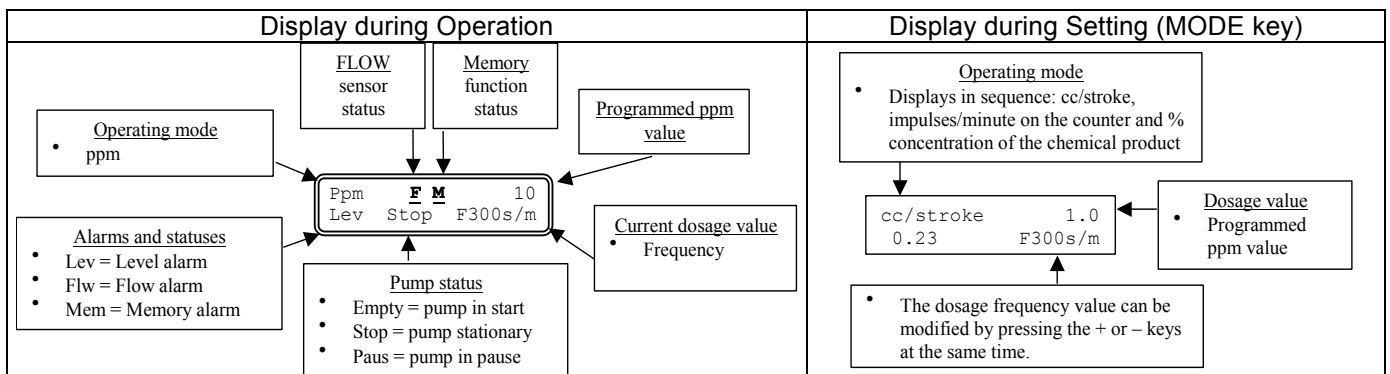 Display during Operation
Display during Setting (MODE key)
FLOW
sensor
status
Memory
function
status
Programmed ppm
value
• Operating mode
ppm
Ppm F M 10
Lev Stop F300s/m
Alarms and statuses
• Lev = Level alarm
• Flw = Flow alarm
• Mem = Memory alarm
Pump status
• Empty = pump in start
• Stop = pump stationary
• Paus = pump in pause
Current dosage value
• Frequency
Operating mode
• Displays in sequence: cc/stroke,
impulses/minute on the counter and %
concentration of the chemical product
cc/stroke 1.0
0.23 F300s/m
Dosage value
• Programmed
ppm value
• The dosage frequency value can be
modified by pressing the + or – keys
at the same time.